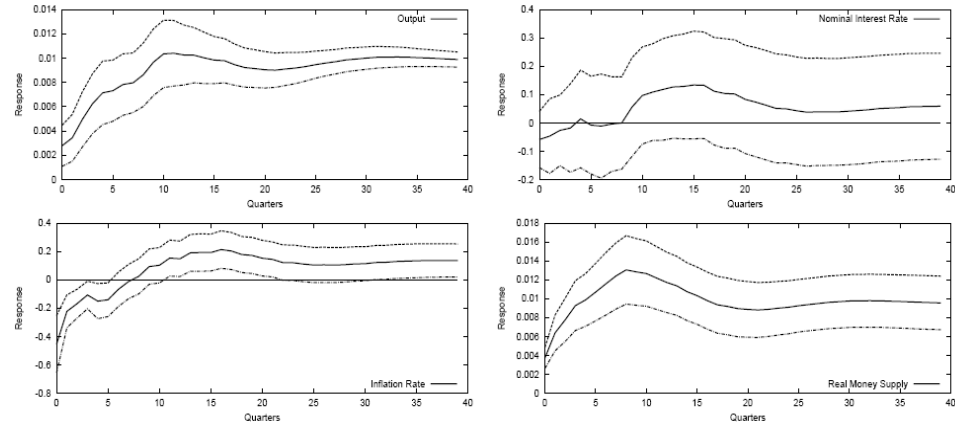 Output
0.014
0.012
0.01
0.008
0.006
0.004
0.002
0
Response
0 5 10 15 20 25 30 35 40
Quarters
Nominal Interest Rate
0.4
0.3
0.2
0.1
0
-0.1
-0.2
Response
0 5 10 15 20 25 30 35 40
Quarters
0.4
0.2
0
-0.2
-0.4
-0.6
-0.8
Response
Inflation Rate
0 5 10 15 20 25 30 35 40
Quarters
0.018
0.016
0.014
0.012
0.01
0.008
0.006
0.004
0.002
0
Response
Real Money Supply
0 5 10 15 20 25 30 35 40
Quarters